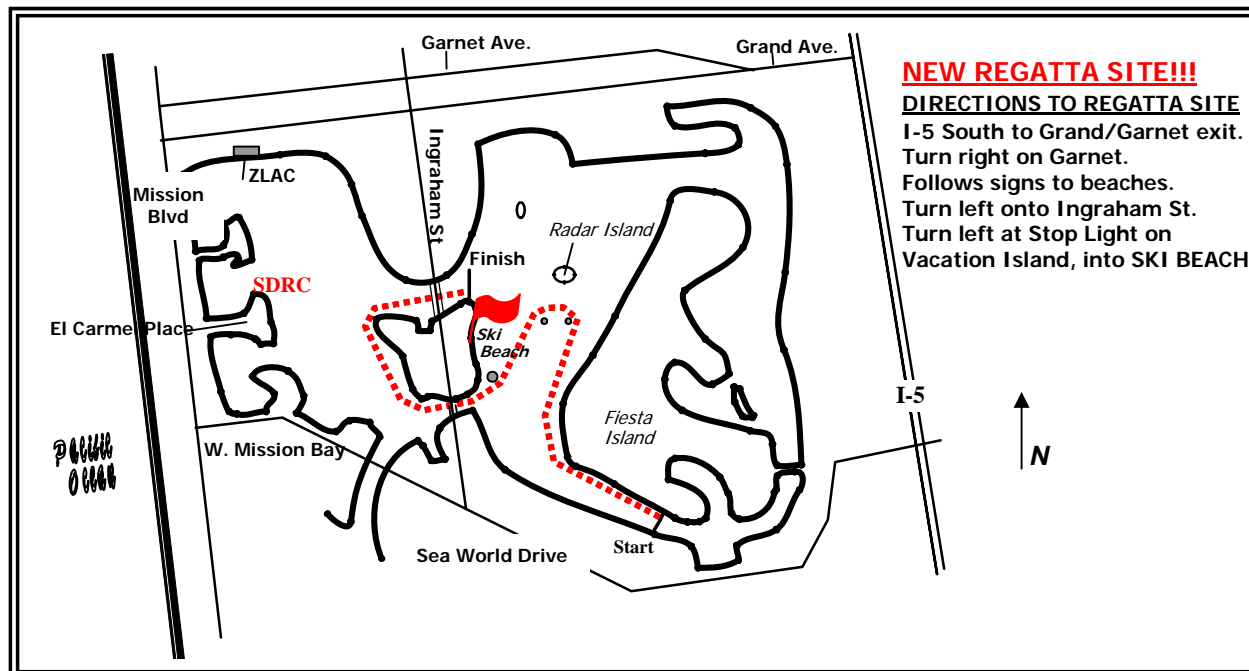 Garnet Ave.
Grand Ave.
NEW REGATTA SITE!!!
DIRECTIONS TO REGATTA SITE
I-5 South to Grand/Garnet exit.
Turn right on Garnet.
Follows signs to beaches.
Turn left onto Ingraham St.
Turn left at Stop Light on
Vacation Island, into SKI BEACH
Ingraham St
ZLAC
Mission
Blvd
Radar Island
Finish
SDRC
El Carmel Place
Ski
Beach
I-5
Fiesta
Island
W. Mission Bay
Pacific
Ocean
N
Start
Sea World Drive